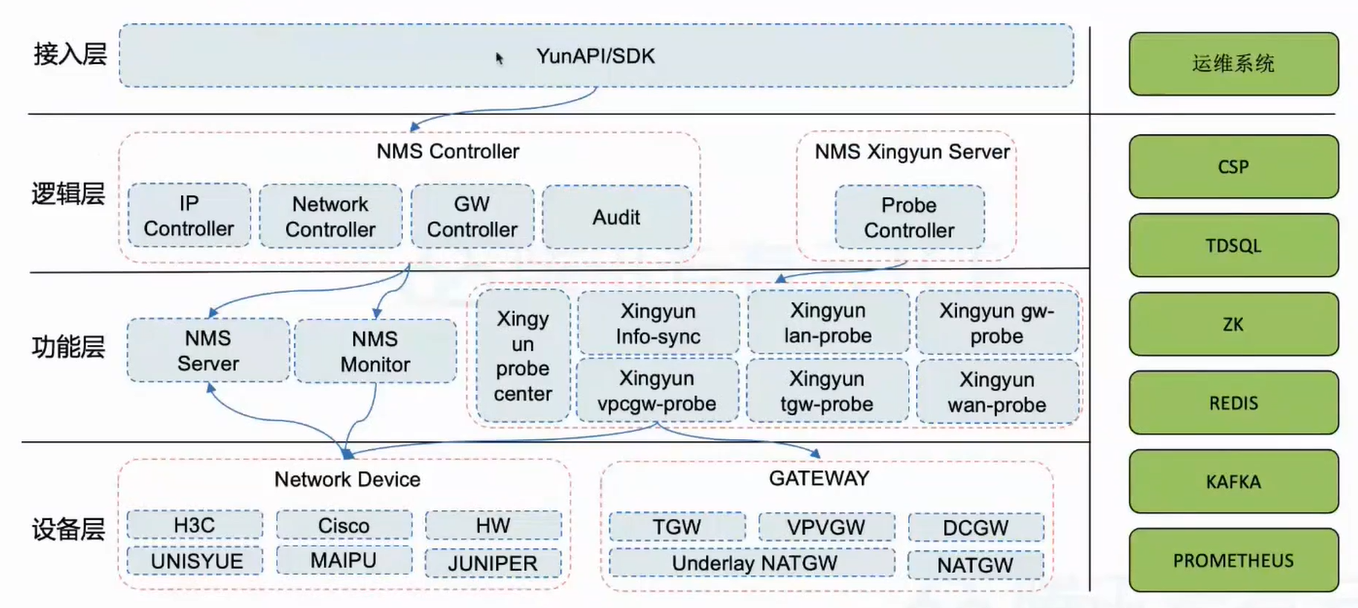 接入层
YunAPI/SDK
运维系统
逻辑层
NMS Controller
IP
Controller
Network
Controller
GW
Controller
Audit
NMS Xingyun Server
Probe
Controller
CSP
TDSQL
功能层
NMS
Server
NMS
Monitor
Xingy
un
probe
center
Xingyun
Info-sync
Xingyun
lan-probe
Xingyun gw-
probe
Xingyun
vpcgw-probe
Xingyun
tgw-probe
Xingyun
wan-probe
ZK
REDIS
设备层
Network Device
H3C
Cisco
HW
UNISYUE
MAIPU
JUNIPER
GATEWAY
TGW
VPVGW
DCGW
Underlay NATGW
NATGW
KAFKA
PROMETHEUS